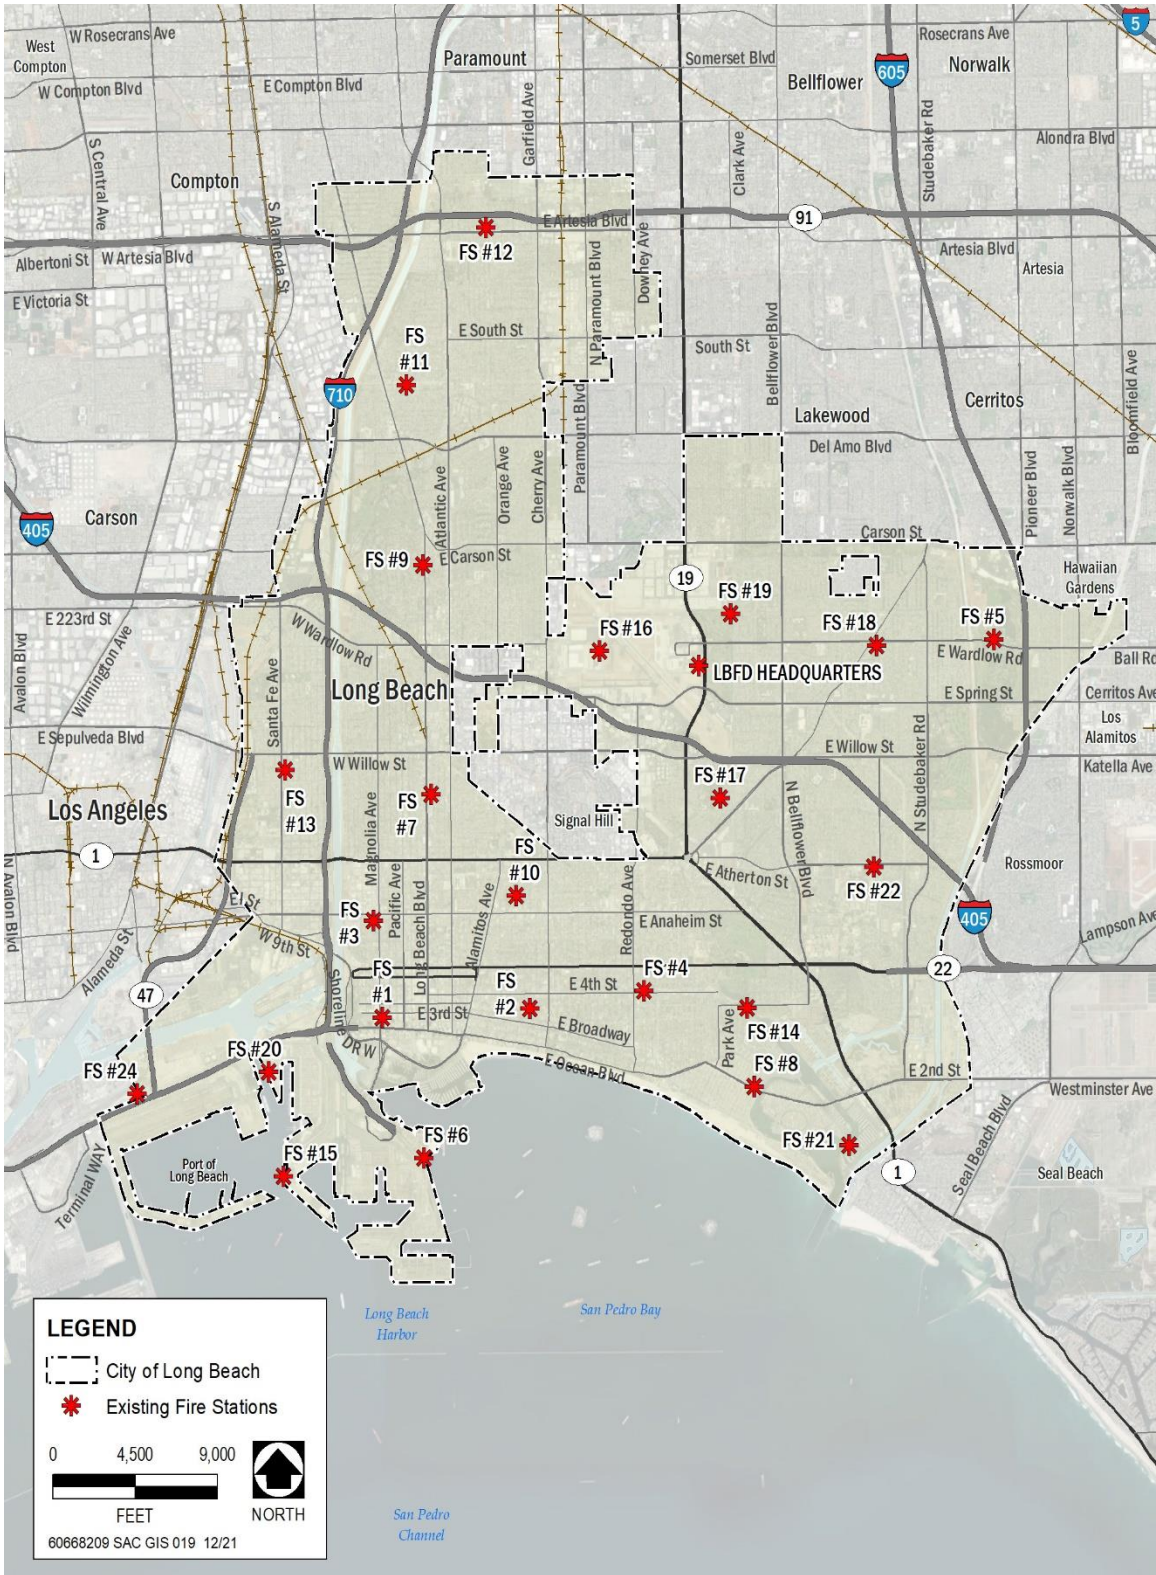 W Rosecrans Ave
Rosecrans Ave
5
West
Compton
Paramount
Somerset Blvd
605
Norwalk
Bellflower
W Compton Blvd
E Compton Blvd
Garfield Ave
Studebaker Rd
Alondra Blvd
S Central Ave
Clark Ave
Compton
S Alameda St
E Artesia Blvd
91
FS #12
Albertoni St
W Artesia Blvd
Artesia Blvd
Artesia
N Paramount Blvd
Downey Ave
E Victoria St
E South St
South St
Bellflower Blvd
FS
#11
710
Paramount Blvd
Lakewood
Cerritos
Bloomfield Ave
Del Amo Blvd
Atlantic Ave
Orange Ave
Cherry Ave
Pioneer Blvd
Norwalk Blvd
405
Carson
Carson St
FS #9
E Carson St
19
Hawaiian
Gardens
FS #19
E 223rd St
W Wardlow Rd
FS #16
FS #18
FS #5
E Wardlow Rd
Ball Rd
Avalon Blvd
Wilmington Ave
Santa Fe Ave
Long Beach
LBFD HEADQUARTERS
E Spring St
Cerritos Ave
Los
Alamitos
E Sepulveda Blvd
W Willow St
E Willow St
Katella Ave
N Studebaker Rd
FS #17
N Bellflower Blvd
FS
#13
Magnolia Ave
FS
#7
Los Angeles
Signal Hill
1
FS
#10
E Atherton St
FS #22
Rossmoor
N Avalon Blvd
E I St
Pacific Ave
Long Beach Blvd
Alamitos Ave
Redondo Ave
E Anaheim St
405
Lampson Ave
FS
#3
W 9th St
Alameda St
47
Shoreline DR W
FS
#1
E 3rd St
FS
#2
E 4th St
FS #4
22
E Broadway
Park Ave
FS #14
FS #20
FS #24
E Ocean Blvd
FS #8
E 2nd St
Westminster Ave
FS #6
FS #21
Seal Beach Blvd
Port of
Long Beach
FS #15
Terminal WAY
1
Seal Beach
Long Beach
Harbor
San Pedro Bay
LEGEND
City of Long Beach
Existing Fire Stations
0 4,500 9,000
FEET
NORTH
60668209 SAC GIS 019 12/21
San Pedro
Channel